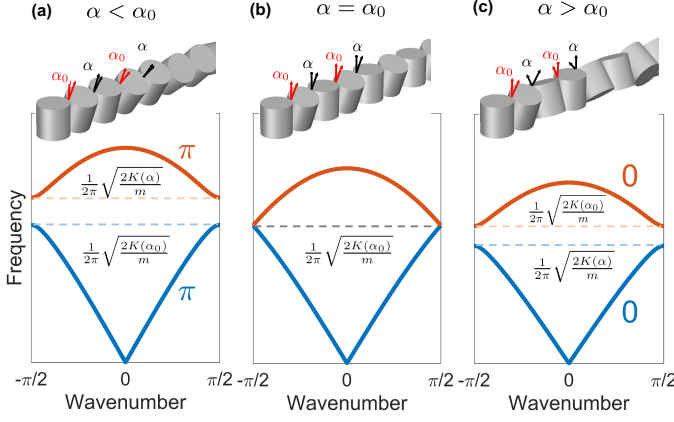 (a) α < α₀
(b) α = α₀
(c) α > α₀
α₀ α α₀ α
α₀ α α₀ α
α₀ α α₀ α
Frequency
π
1/2π √(2K(α)/m)
1/2π √(2K(α₀)/m)
π
-π/2 0 π/2
Wavenumber
1/2π √(2K(α₀)/m)
-π/2 0 π/2
Wavenumber
0
1/2π √(2K(α₀)/m)
1/2π √(2K(α)/m)
0
-π/2 0 π/2
Wavenumber